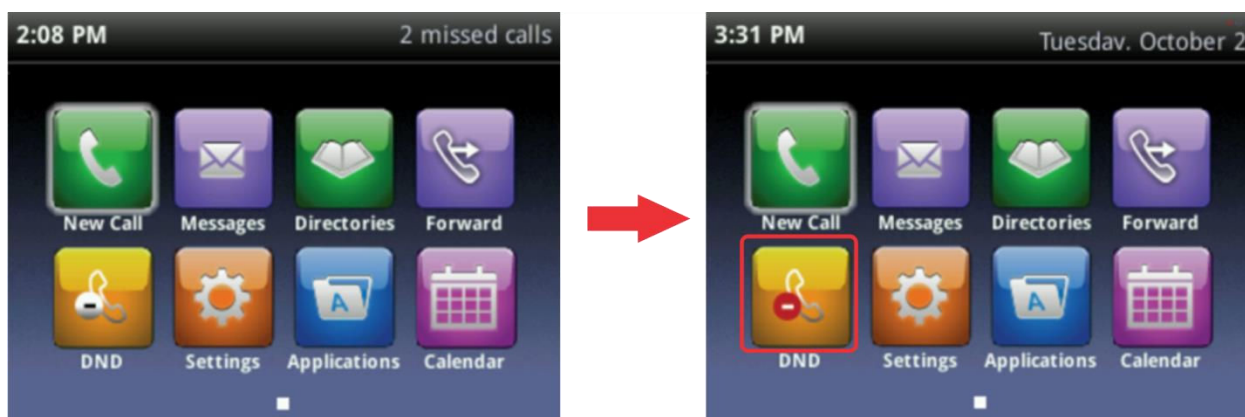 2:08 PM 2 missed calls
New Call Messages Directories Forward
DND Settings Applications Calendar
3:31 PM Tuesday, October 2
New Call Messages Directories Forward
DND Settings Applications Calendar